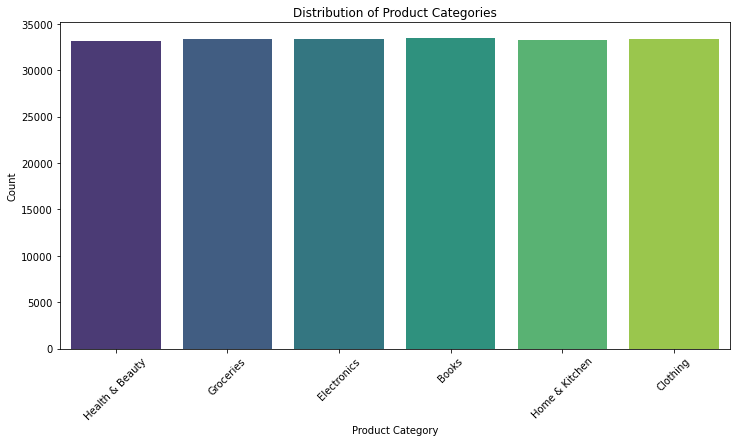 Distribution of Product Categories
35000
30000
25000
20000
15000
10000
5000
0
Count
Health & Beauty
Groceries
Electronics
Books
Home & Kitchen
Clothing
Product Category